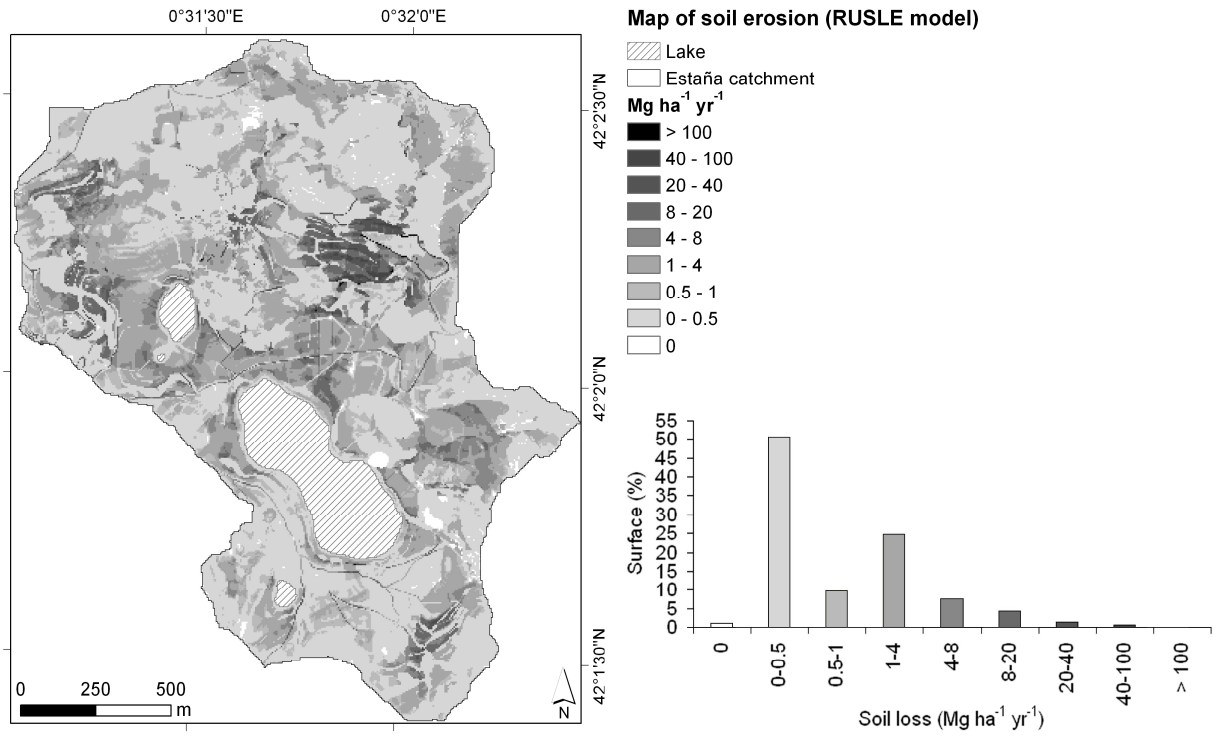 0°31'30"E
0°32'0"E
42°2'30"N
42°2'0"N
42°1'30"N
0 250 500
m
N
Map of soil erosion (RUSLE model)
Lake
Estaña catchment
Mg ha⁻¹ yr⁻¹
> 100
40 - 100
20 - 40
8 - 20
4 - 8
1 - 4
0.5 - 1
0 - 0.5
0
Surface (%)
55
50
45
40
35
30
25
20
15
10
5
0
0
0-0.5
0.5-1
1-4
4-8
8-20
20-40
40-100
> 100
Soil loss (Mg ha⁻¹ yr⁻¹)